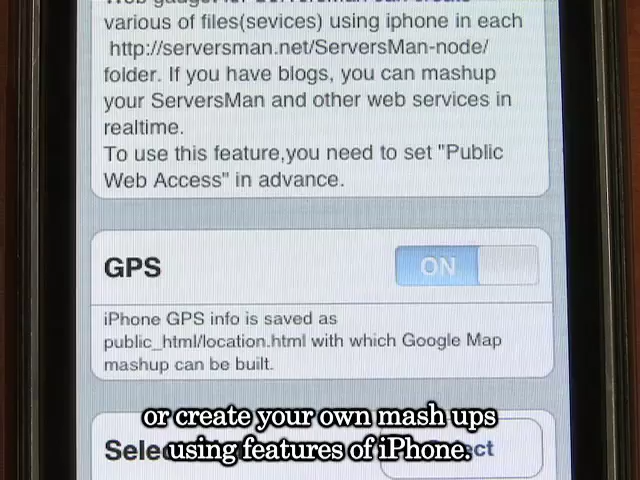 various of files(sevices) using iphone in each
http://serversman.net/ServersMan-node/
folder. If you have blogs, you can mashup
your ServersMan and other web services in
realtime.
To use this feature,you need to set "Public
Web Access" in advance.
GPS
ON
iPhone GPS info is saved as
public_html/location.html with which Google Map
mashup can be built.
or create your own mash ups
using features of iPhone.